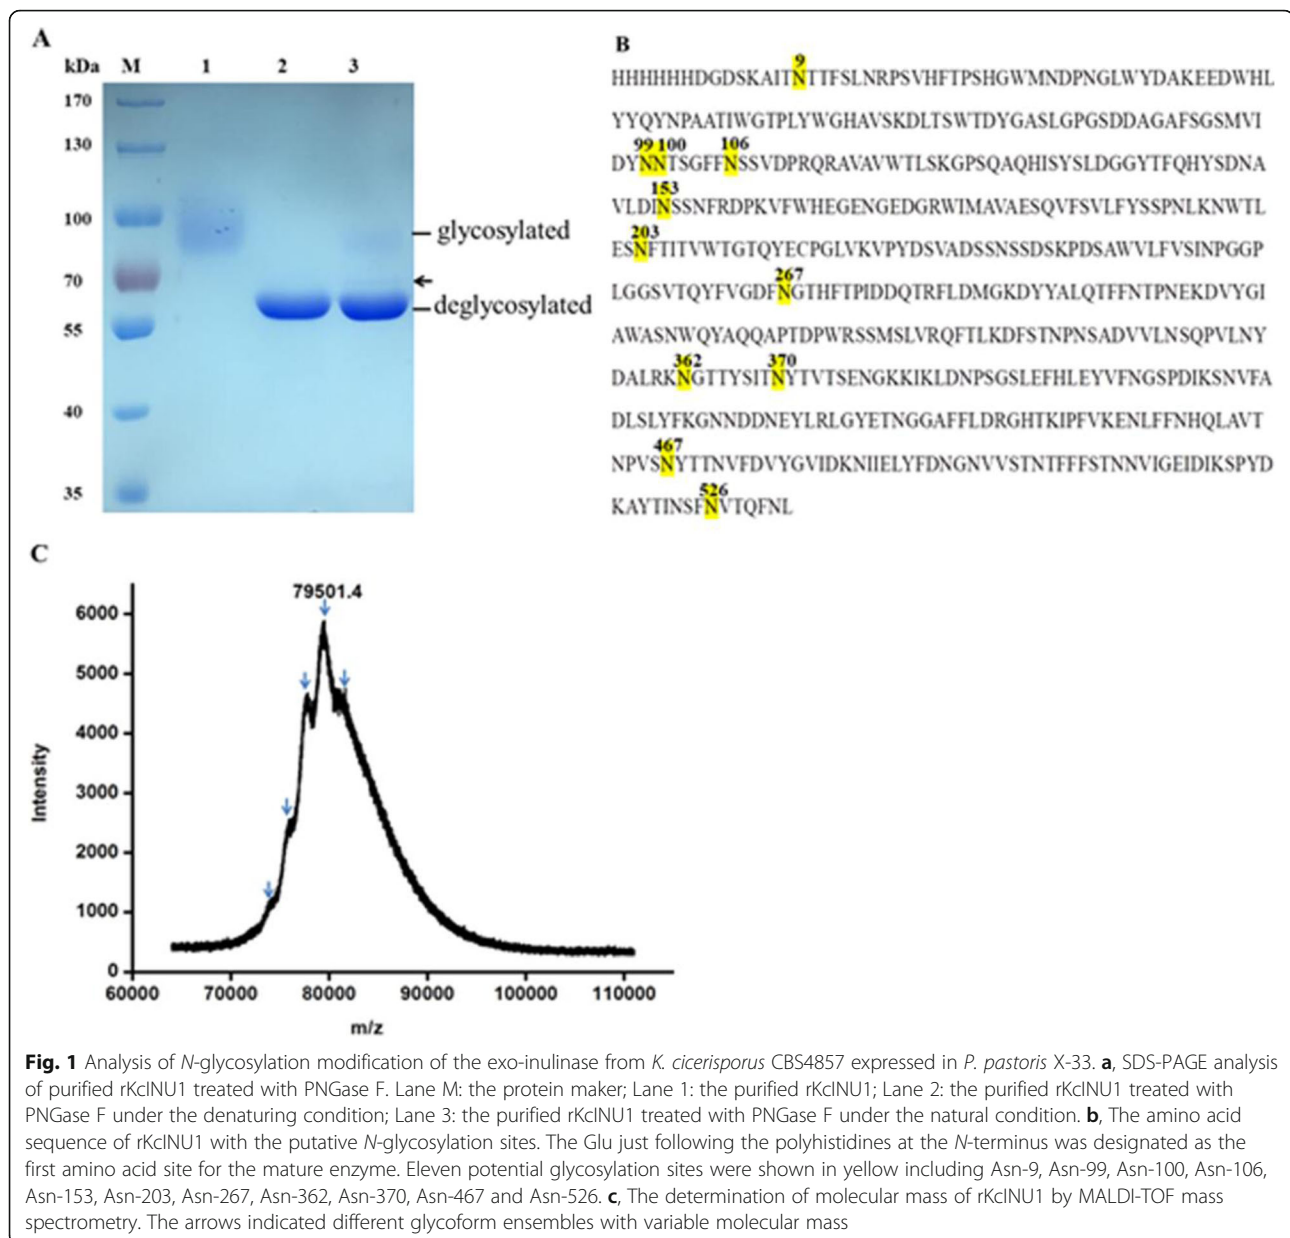 A
kDa M 1 2 3
170
130
100
70
55
40
35
glycosylated
deglycosylated
B
9
HHHHHHDGDSKAITNTTFSLNRPSVHFTPSHGWMNDPNGLWYDAKEEDWHL
YYQYNPAATIWGTPLYWGHAVSKDLTSWTDYGASLGPGSDDAGAFSGSMVI
99 100 106
DYNNTSGFFNSSVDPRQRAVAVWTLSKGPSQAQHISYSLDGGYTFQHYSDNA
153
VLDINSSNFRDPKVFWHEGENGEDGRWIMAVAESQVFSVLFYSSPNLKNWTL
203
ESNFTITVWTGTQYECPGLVKVPYDSVADSSNSSDSKPDSAWVLFVSINPGGP
267
LGGSVTQYFVGDFNGTHFTPIDDQTRFLDMGKDYYALQTFFNTPNEKDVYGI
AWASNWQYAQQAPTDPWRSSMSLVRQFTLKDFSTNPNSADVVLNSQPVLNY
362 370
DALRKNGTTYSITNYTVTSENGKKIKLDNPSGSLEFHLEYVFNGSPDIKSNVFA
DLSLYFKGNNDDNEYLRLGYETNGGAFFLDRGHTKIPFVKENLFFNHQLAVT
467
NPVSNYTTNVFDVYGVIDKNIIELYFDNGNVVSTNTFFFSTNNVIGEIDIKSPYD
526
KAYTINSFNVTQFNL
C
79501.4
6000
5000
4000
3000
2000
1000
0
Intensity
60000 70000 80000 90000 100000 110000
m/z
Fig. 1 Analysis of N-glycosylation modification of the exo-inulinase from K. cicerisporus CBS4857 expressed in P. pastoris X-33. a, SDS-PAGE analysis
of purified rKcINU1 treated with PNGase F. Lane M: the protein maker; Lane 1: the purified rKcINU1; Lane 2: the purified rKcINU1 treated with
PNGase F under the denaturing condition; Lane 3: the purified rKcINU1 treated with PNGase F under the natural condition. b, The amino acid
sequence of rKcINU1 with the putative N-glycosylation sites. The Glu just following the polyhistidines at the N-terminus was designated as the
first amino acid site for the mature enzyme. Eleven potential glycosylation sites were shown in yellow including Asn-9, Asn-99, Asn-100, Asn-106,
Asn-153, Asn-203, Asn-267, Asn-362, Asn-370, Asn-467 and Asn-526. c, The determination of molecular mass of rKcINU1 by MALDI-TOF mass
spectrometry. The arrows indicated different glycoform ensembles with variable molecular mass